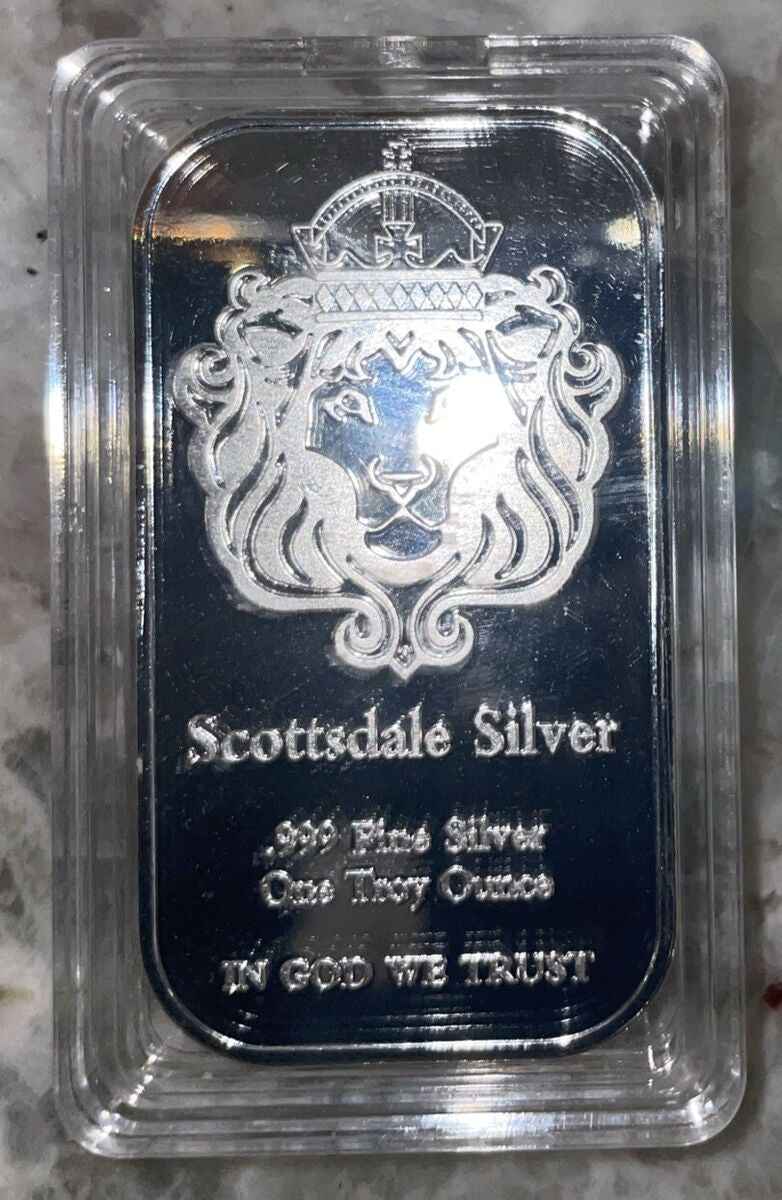 Scottsdale Silver
.999 Fine Silver
One Troy Ounce
IN GOD WE TRUST